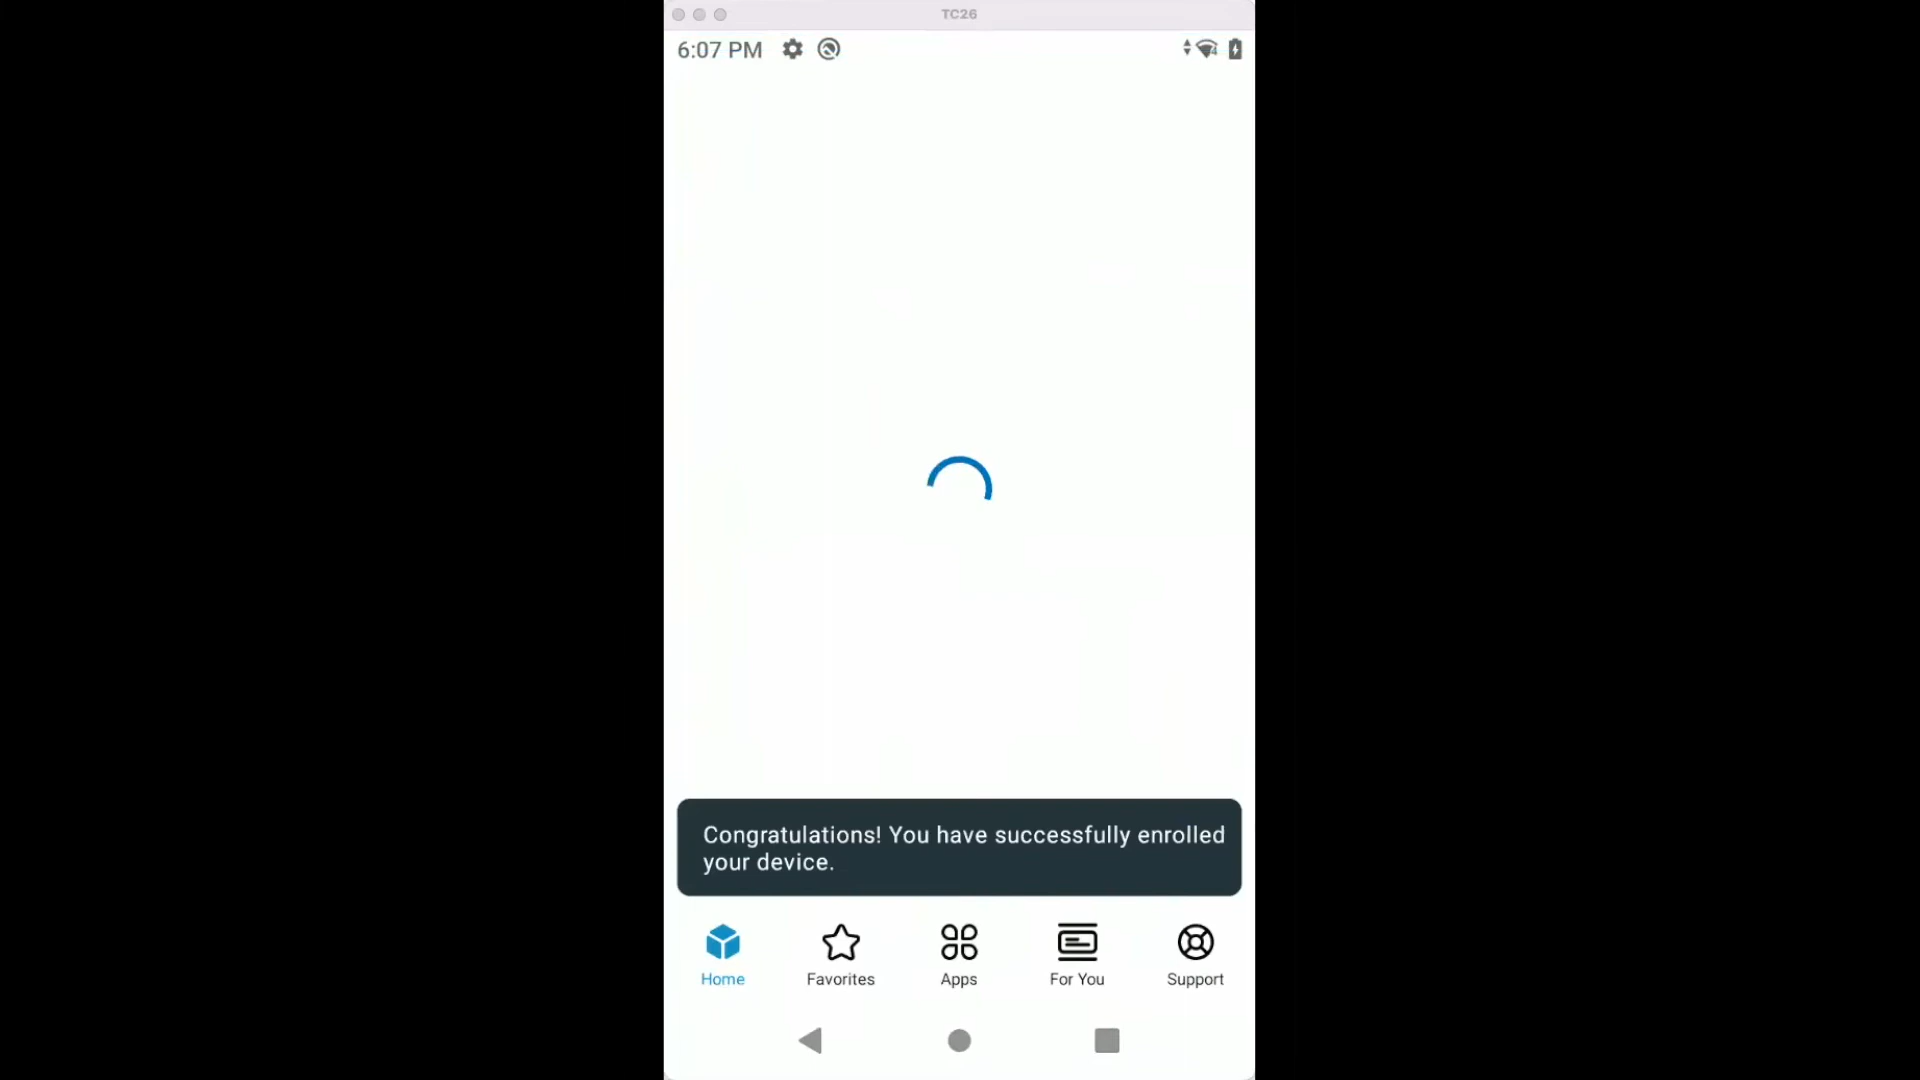 TC26
6:07 PM
Congratulations! You have successfully enrolled
your device.
Home
Favorites
Apps
For You
Support